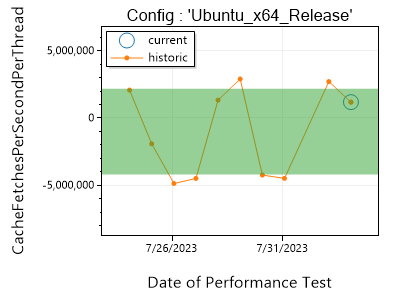 Config : 'Ubuntu_x64_Release'
current
historic
CacheFetchesPerSecondPerThread
5,000,000
0
-5,000,000
7/26/2023
7/31/2023
Date of Performance Test